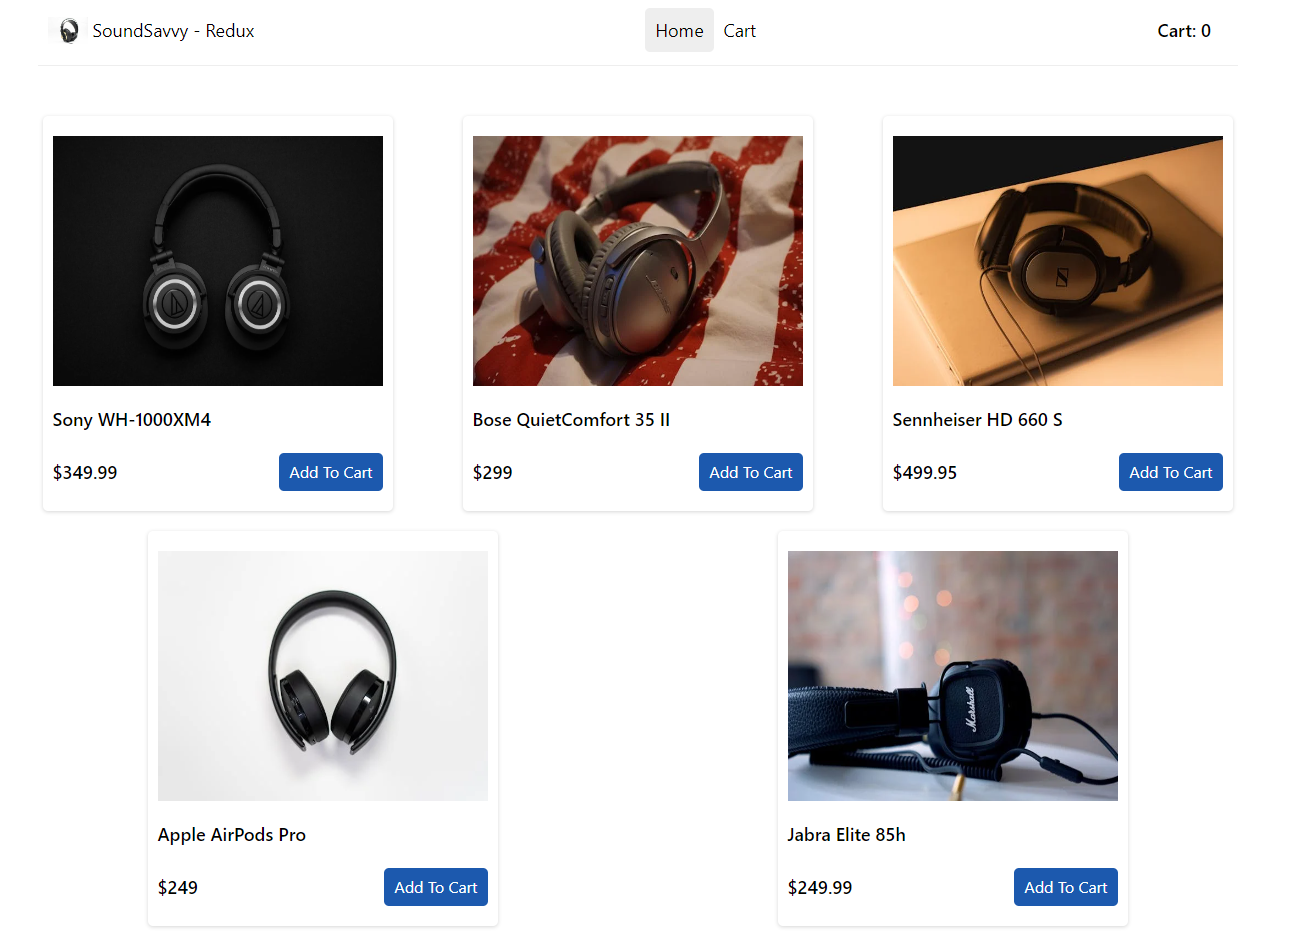 SoundSavvy - Redux
Home
Cart
Cart: 0
Sony WH-1000XM4
$349.99
Add To Cart
BOSE
Bose QuietComfort 35 II
$299
Add To Cart
Sennheiser HD 660 S
$499.95
Add To Cart
Apple AirPods Pro
$249
Add To Cart
Marshall
Jabra Elite 85h
$249.99
Add To Cart